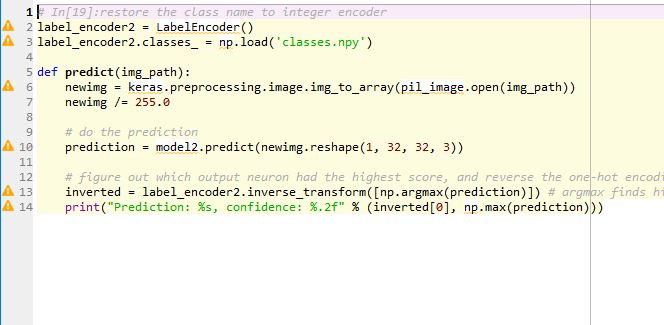 1 # In[19]:restore the class name to integer encoder
2 label_encoder2 = LabelEncoder()
3 label_encoder2.classes_ = np.load('classes.npy')
4
5 def predict(img_path):
6 newimg = keras.preprocessing.image.img_to_array(pil_image.open(img_path))
7 newimg /= 255.0
8
9 # do the prediction
10 prediction = model2.predict(newimg.reshape(1, 32, 32, 3))
11
12 # figure out which output neuron had the highest score, and reverse the one-hot encodi
13 inverted = label_encoder2.inverse_transform([np.argmax(prediction)]) # argmax finds hi
14 print("Prediction: %s, confidence: %.2f" % (inverted[0], np.max(prediction)))